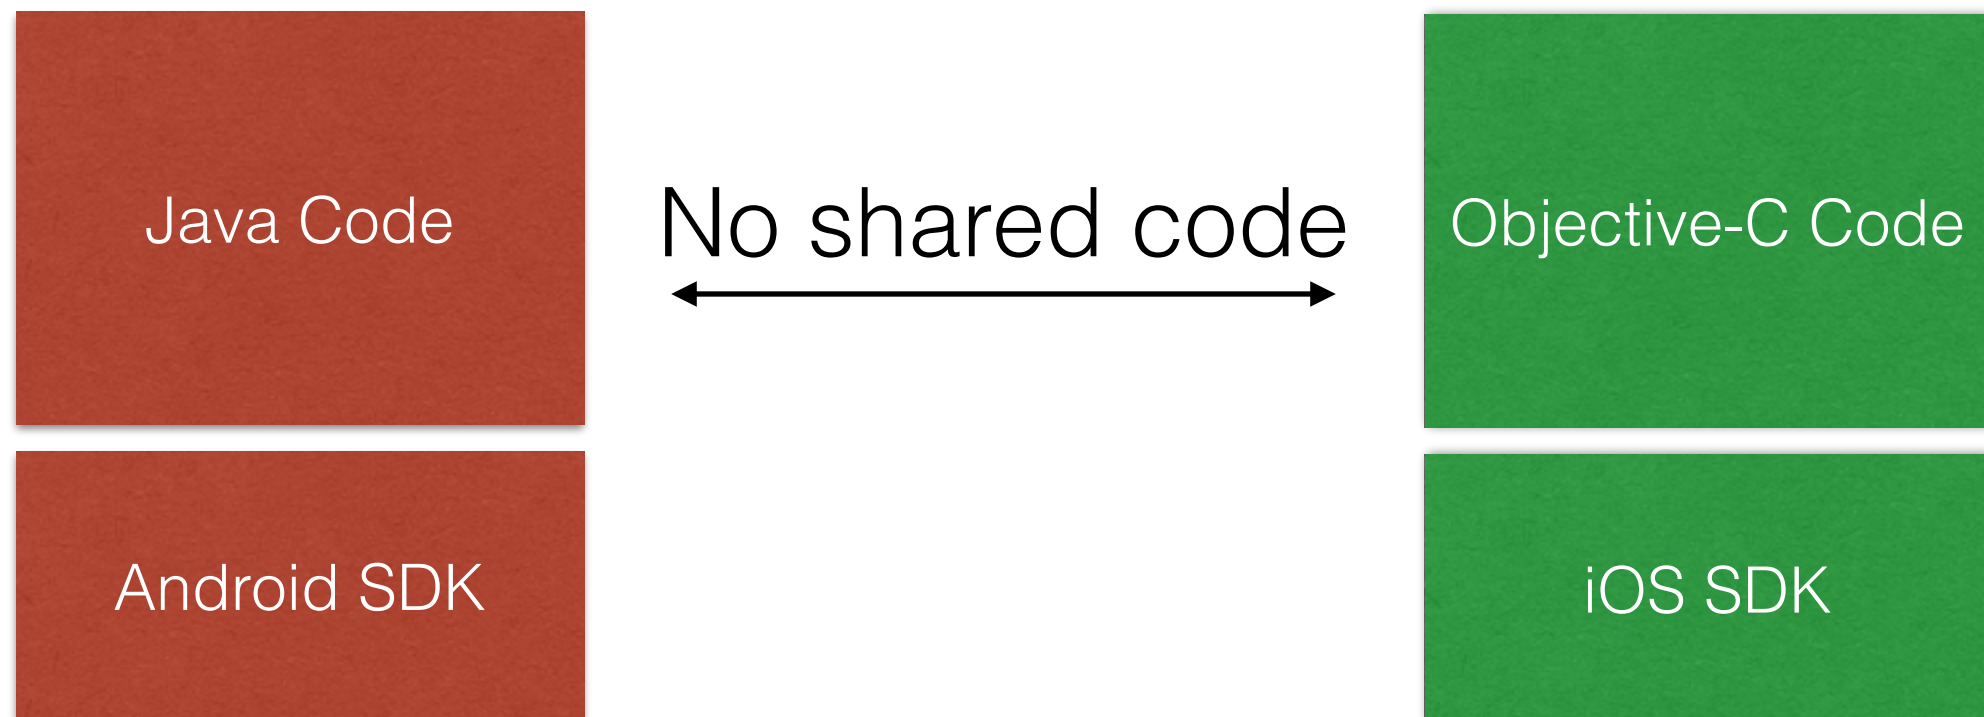 Java Code
No shared code
Objective-C Code
Android SDK
iOS SDK